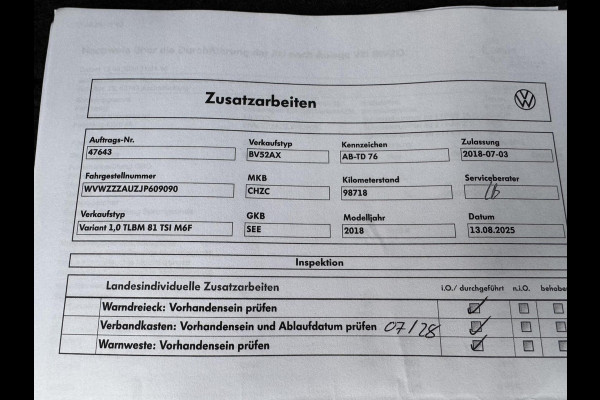 Zusatzarbeiten
Auftrags-Nr. Verkaufstyp Kennzeichen Zulassung
47643 BV52AX AB-TD 76 2018-07-03
Fahrgestellnummer MKB Kilometerstand Serviceberater
WVWZZZAUZJP609090 CHZC 98718
Verkaufstyp GKB Modelljahr Datum
Variant 1,0 TLBM 81 TSI M6F SEE 2018 13.08.2025
Inspektion
Landesindividuelle Zusatzarbeiten i.O./ durchgeführt n.i.O. behobe
Warndreieck: Vorhandensein prüfen
Verbandkasten: Vorhandensein und Ablaufdatum prüfen 07/28
Warnweste: Vorhandensein prüfen